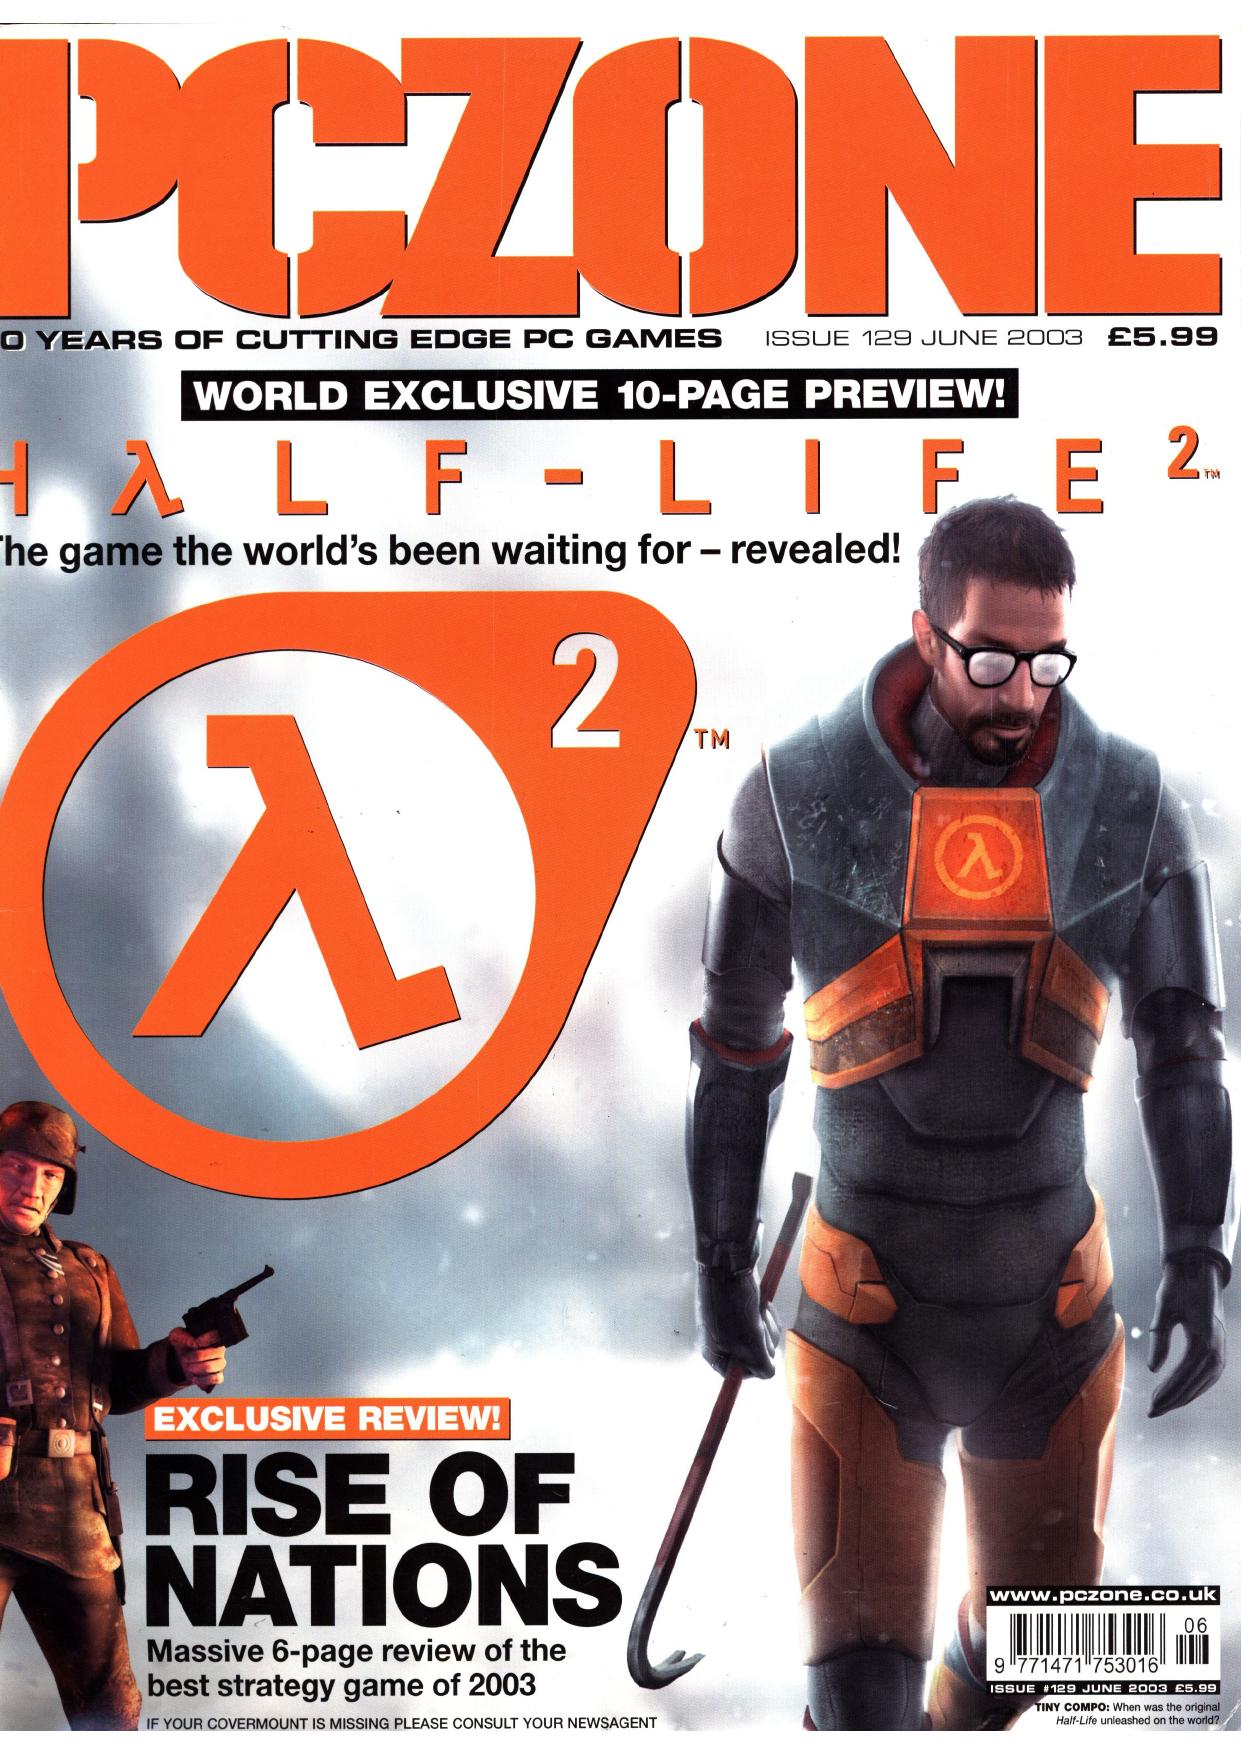 PCZONE
0 YEARS OF CUTTING EDGE PC GAMES ISSUE 129 JUNE 2003 £5.99
WORLD EXCLUSIVE 10-PAGE PREVIEW!
HλLF-LIFE 2™
The game the world's been waiting for – revealed!
λ 2 ™
λ
EXCLUSIVE REVIEW!
RISE OF
NATIONS
Massive 6-page review of the
best strategy game of 2003
IF YOUR COVERMOUNT IS MISSING PLEASE CONSULT YOUR NEWSAGENT
www.pczone.co.uk
06
9 771471 753016
ISSUE #129 JUNE 2003 £5.99
TINY COMPO: When was the original
Half-Life unleashed on the world?